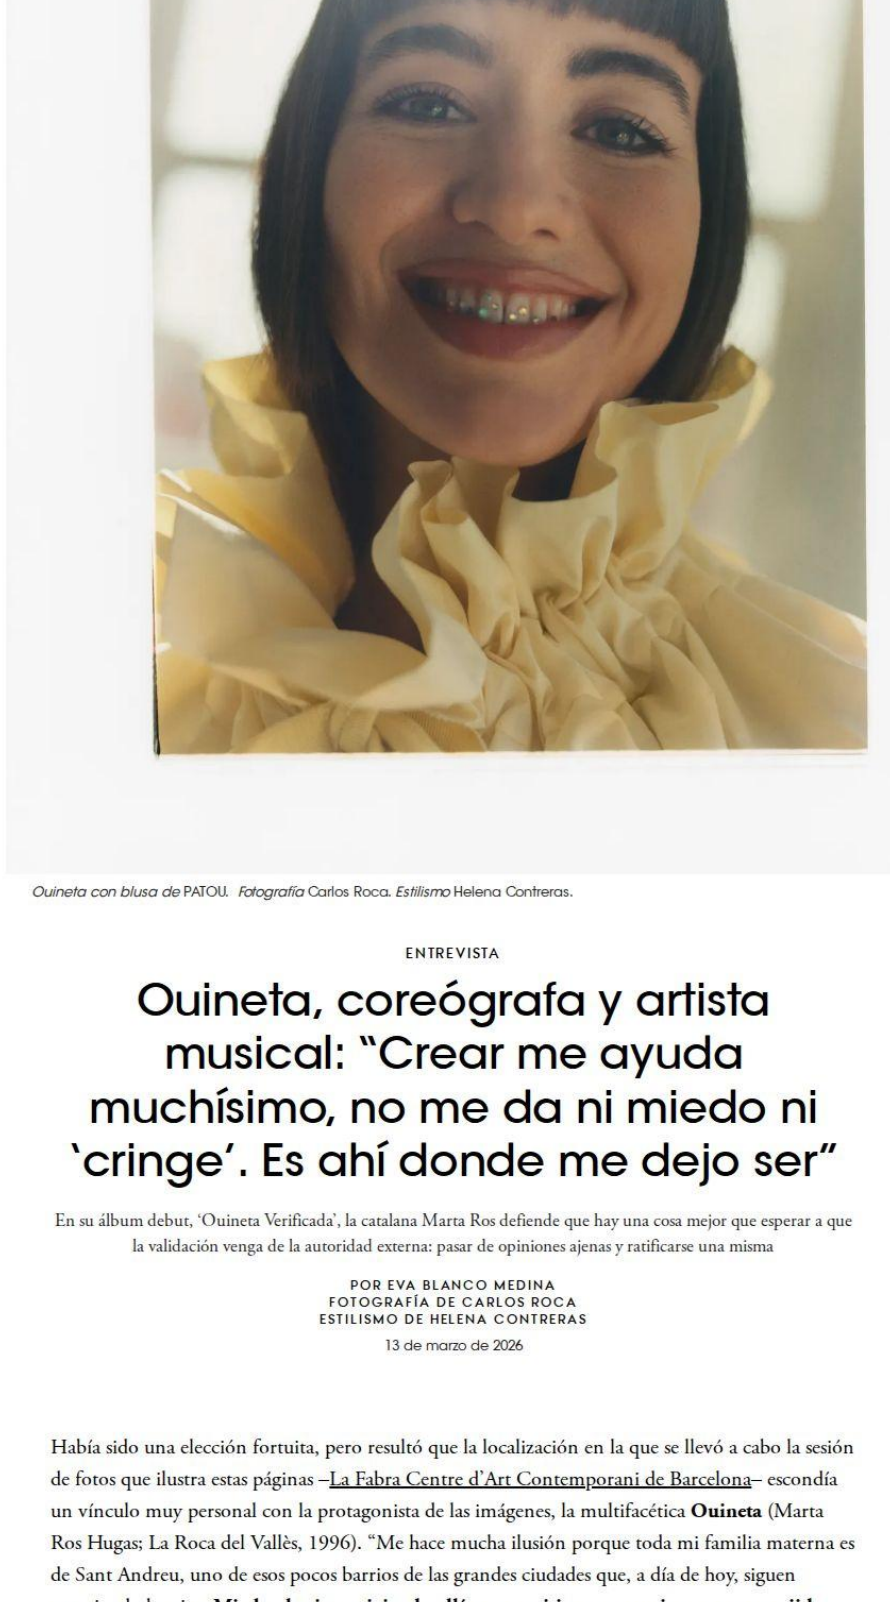 Ouineta con blusa de PATOU. Fotografía Carlos Roca. Estilismo Helena Contreras.
ENTREVISTA
Ouineta, coreógrafa y artista
musical: “Crear me ayuda
muchísimo, no me da ni miedo ni
‘cringe’. Es ahí donde me dejo ser”
En su álbum debut, ‘Ouineta Verificada’, la catalana Marta Ros defiende que hay una cosa mejor que esperar a que
la validación venga de la autoridad externa: pasar de opiniones ajenas y ratificarse una misma
POR EVA BLANCO MEDINA
FOTOGRAFÍA DE CARLOS ROCA
ESTILISMO DE HELENA CONTRERAS
13 de marzo de 2026
Había sido una elección fortuita, pero resultó que la localización en la que se llevó a cabo la sesión
de fotos que ilustra estas páginas –La Fabra Centre d’Art Contemporani de Barcelona– escondía
un vínculo muy personal con la protagonista de las imágenes, la multifacética Ouineta (Marta
Ros Hugas; La Roca del Vallès, 1996). “Me hace mucha ilusión porque toda mi familia materna es
de Sant Andreu, uno de esos pocos barrios de las grandes ciudades que, a día de hoy, siguen